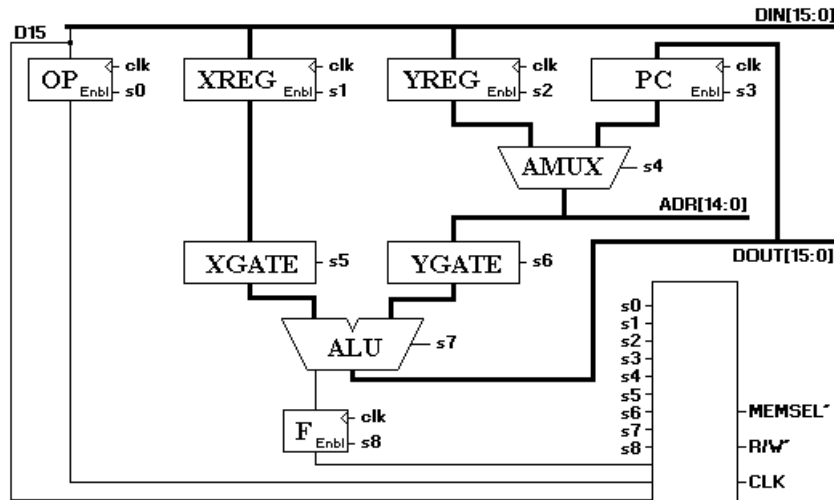 DIN[15:0]
D15
OP
clk
Enbl
s0
XREG
clk
Enbl
s1
YREG
clk
Enbl
s2
PC
clk
Enbl
s3
AMUX
s4
ADR[14:0]
XGATE
s5
YGATE
s6
DOUT[15:0]
ALU
s7
F
clk
Enbl
s8
s0
s1
s2
s3
s4
s5
s6
s7
s8
MEMSEL´
R/W´
CLK